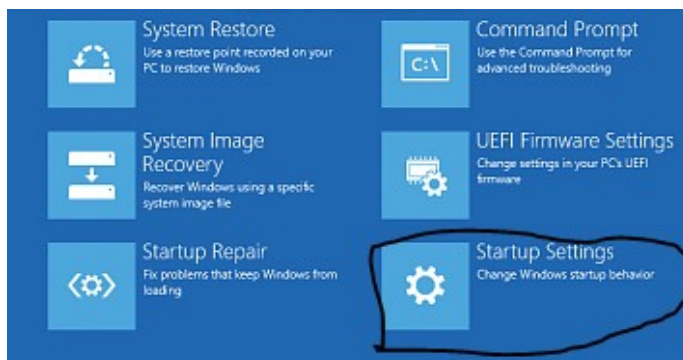 System Restore
Use a restore point recorded on your
PC to restore Windows
Command Prompt
Use the Command Prompt for
advanced troubleshooting
C:\
System Image
Recovery
Recover Windows using a specific
system image file
UEFI Firmware Settings
Change settings in your PC's UEFI
firmware
Startup Repair
Fix problems that keep Windows from
loading
Startup Settings
Change Windows startup behavior